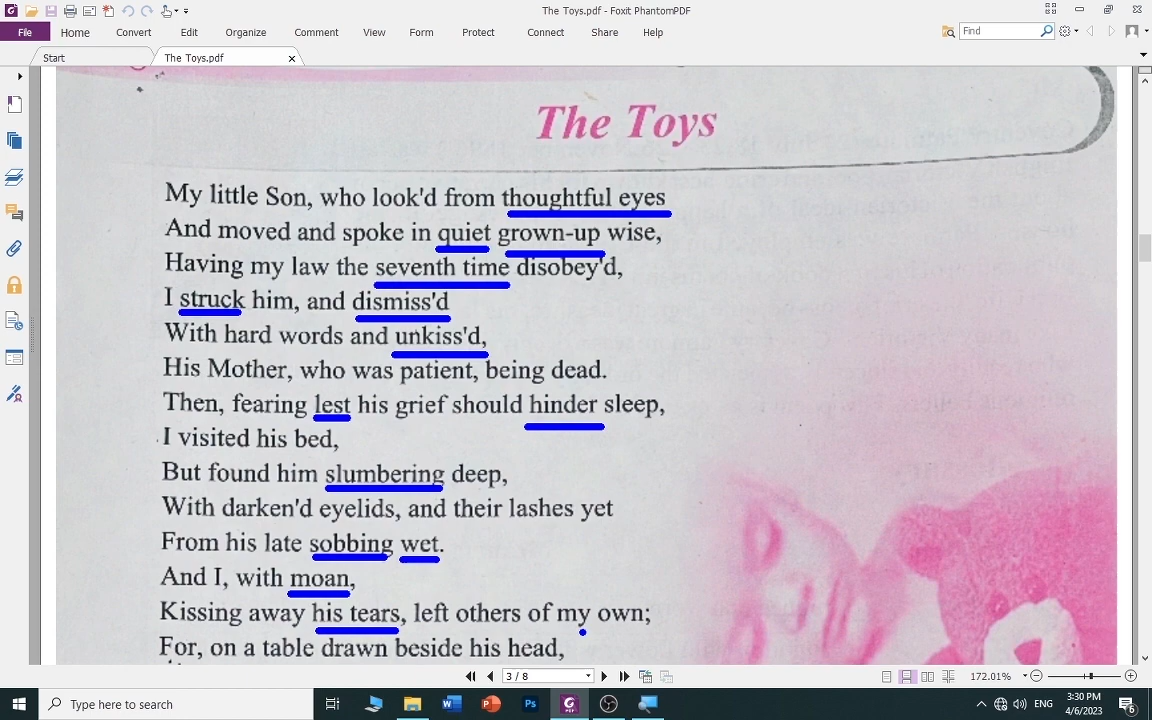 The Toys.pdf - Foxit PhantomPDF
File Home Convert Edit Organize Comment View Form Protect Connect Share Help Find
Start The Toys.pdf
The Toys
My little Son, who look'd from thoughtful eyes
And moved and spoke in quiet grown-up wise,
Having my law the seventh time disobey'd,
I struck him, and dismiss'd
With hard words and unkiss'd,
His Mother, who was patient, being dead.
Then, fearing lest his grief should hinder sleep,
I visited his bed,
But found him slumbering deep,
With darken'd eyelids, and their lashes yet
From his late sobbing wet.
And I, with moan,
Kissing away his tears, left others of my own;
For, on a table drawn beside his head,
3 / 8 172.01%
Type here to search ENG 3:30 PM
4/6/2023 6